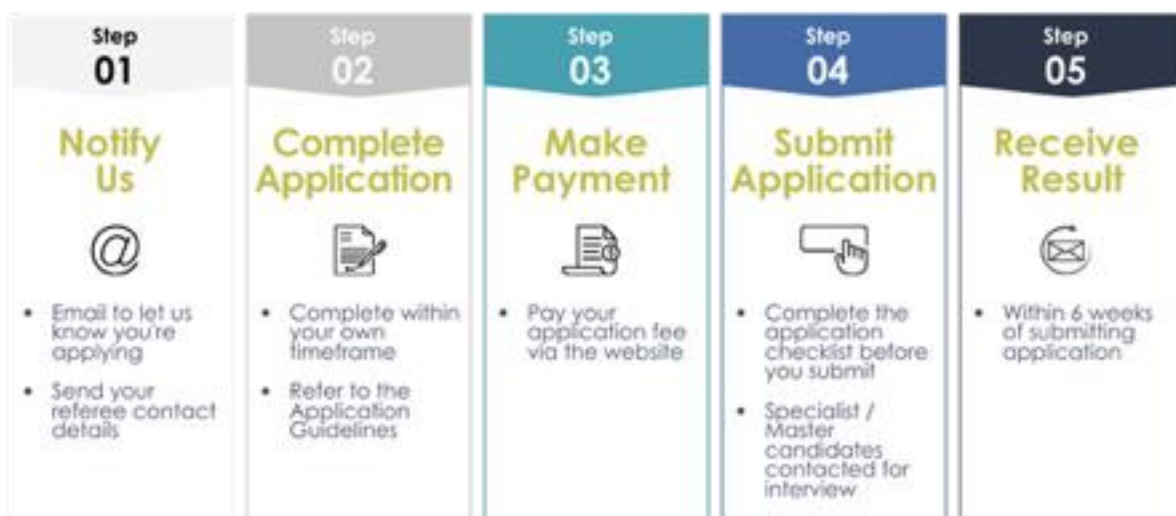 Step
01
Notify
Us
@
• Email to let us
know you're
applying
• Send your
referee contact
details
Step
02
Complete
Application
• Complete within
your own
timeframe
• Refer to the
Application
Guidelines
Step
03
Make
Payment
• Pay your
application fee
via the website
Step
04
Submit
Application
• Complete the
application
checklist before
you submit
• Specialist /
Master
candidates
contacted for
interview
Step
05
Receive
Result
• Within 6 weeks
of submitting
application